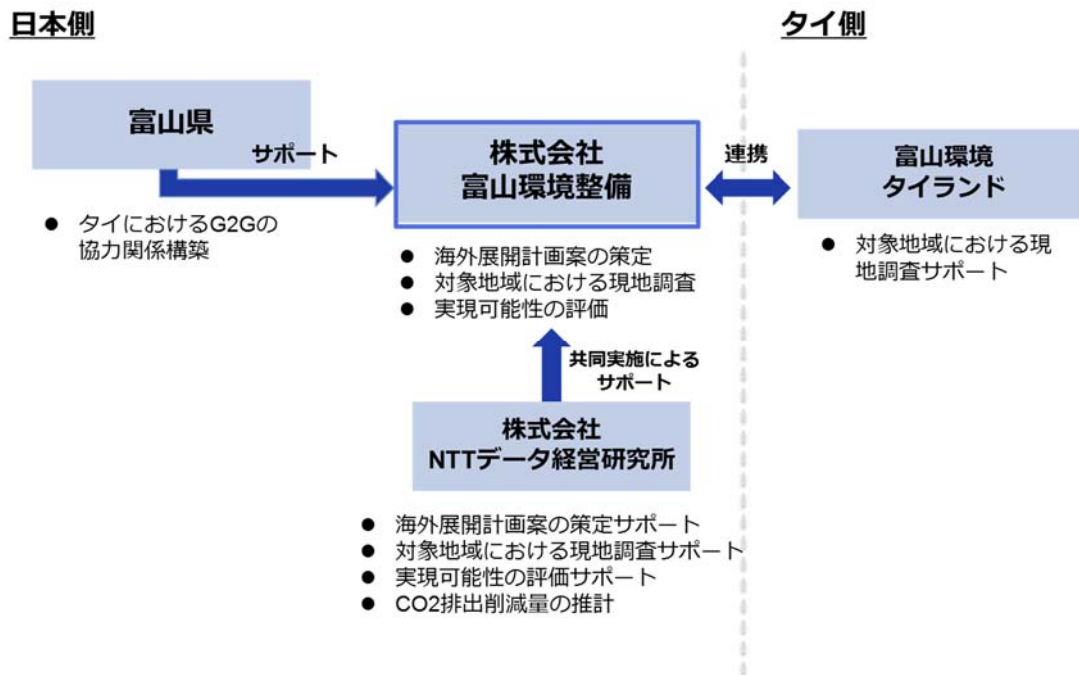 日本側
タイ側
富山県
サポート
● タイにおけるG2Gの
協力関係構築
株式会社
富山環境整備
● 海外展開計画案の策定
● 対象地域における現地調査
● 実現可能性の評価
連携
富山環境
タイランド
● 対象地域における現
地調査サポート
共同実施による
サポート
株式会社
NTTデータ経営研究所
● 海外展開計画案の策定サポート
● 対象地域における現地調査サポート
● 実現可能性の評価サポート
● CO2排出削減量の推計